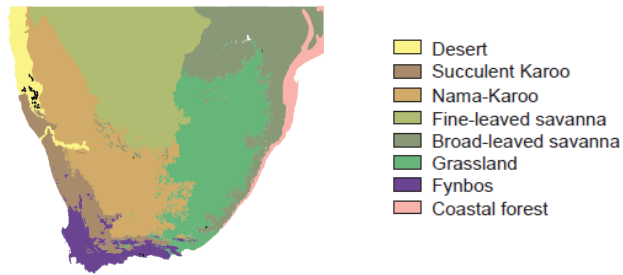 Desert
Succulent Karoo
Nama-Karoo
Fine-leaved savanna
Broad-leaved savanna
Grassland
Fynbos
Coastal forest